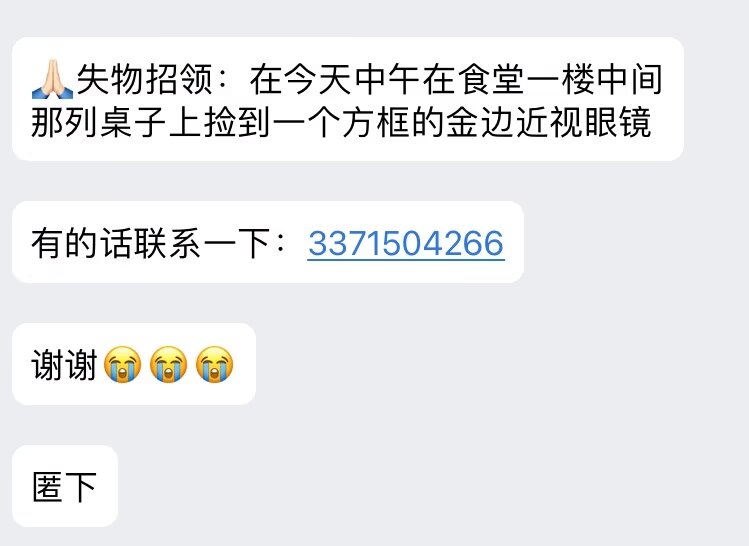 🙏🏻失物招领：在今天中午在食堂一楼中间
那列桌子上捡到一个方框的金边近视眼镜
有的话联系一下：3371504266
谢谢😭😭😭
匿下